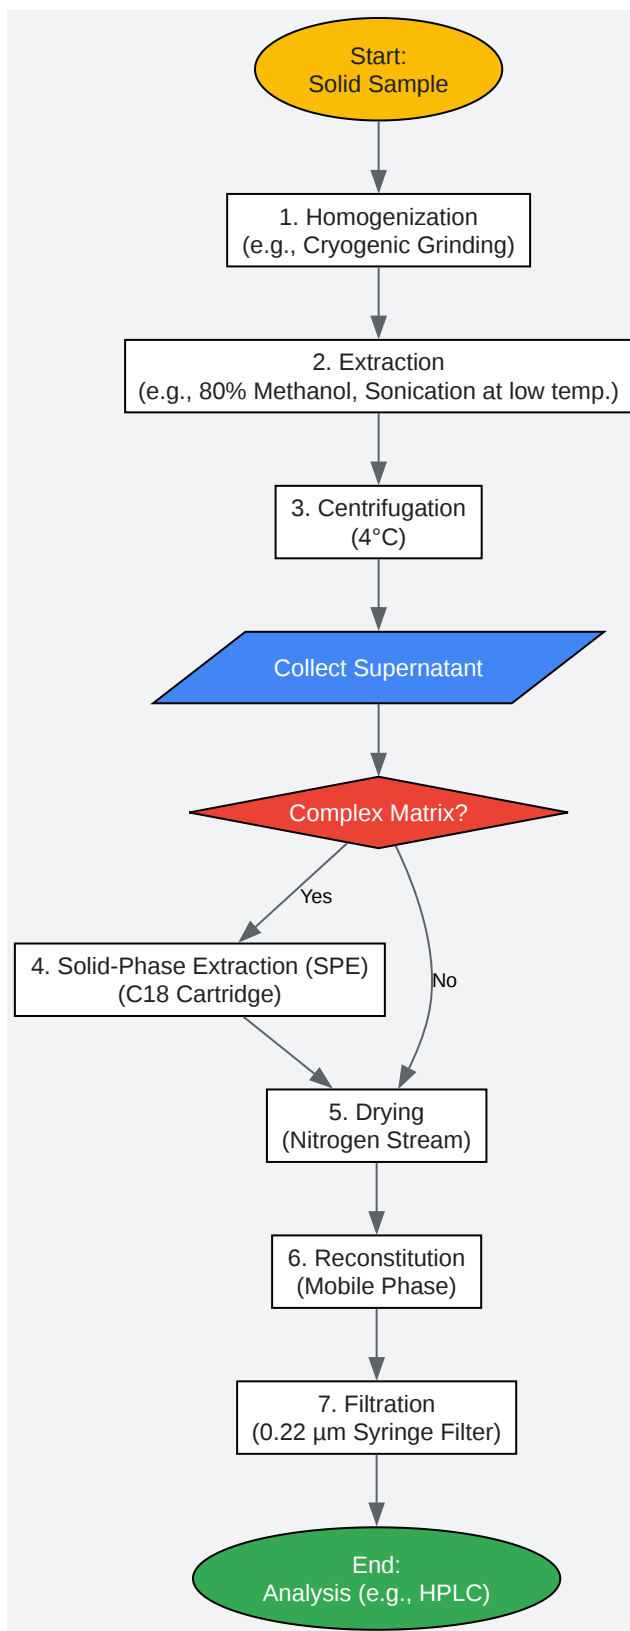 Start:
Solid Sample
1. Homogenization
(e.g., Cryogenic Grinding)
2. Extraction
(e.g., 80% Methanol, Sonication at low temp.)
3. Centrifugation
(4°C)
Collect Supernatant
Complex Matrix?
Yes
4. Solid-Phase Extraction (SPE)
(C18 Cartridge)
No
5. Drying
(Nitrogen Stream)
6. Reconstitution
(Mobile Phase)
7. Filtration
(0.22 µm Syringe Filter)
End:
Analysis (e.g., HPLC)